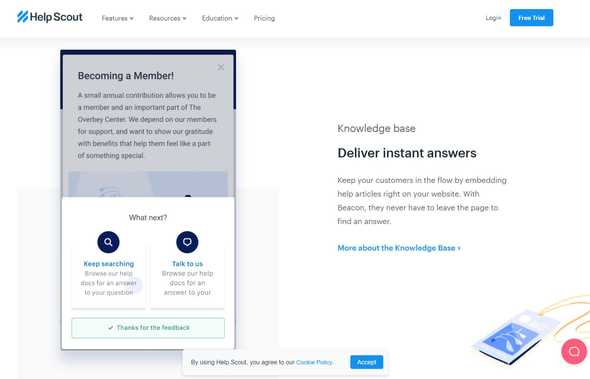 Help Scout
Features
Resources
Education
Pricing
Login
Free Trial
Becoming a Member!
A small annual contribution allows you to
be a member and an important part of The
Overbey Center. We depend on our members
for support, and want to show our gratitude
with benefits that help them feel like a part
of something special.
What next?
Keep searching
Browse our help
docs for an answer
to your question
Talk to us
Browse our help
docs for an
answer to your
Thanks for the feedback
Knowledge base
Deliver instant answers
Keep your customers in the flow by embedding
help articles right on your website. With
Beacon, they never have to leave the page to
find an answer.
More about the Knowledge Base
By using Help Scout, you agree to our Cookie Policy.
Accept